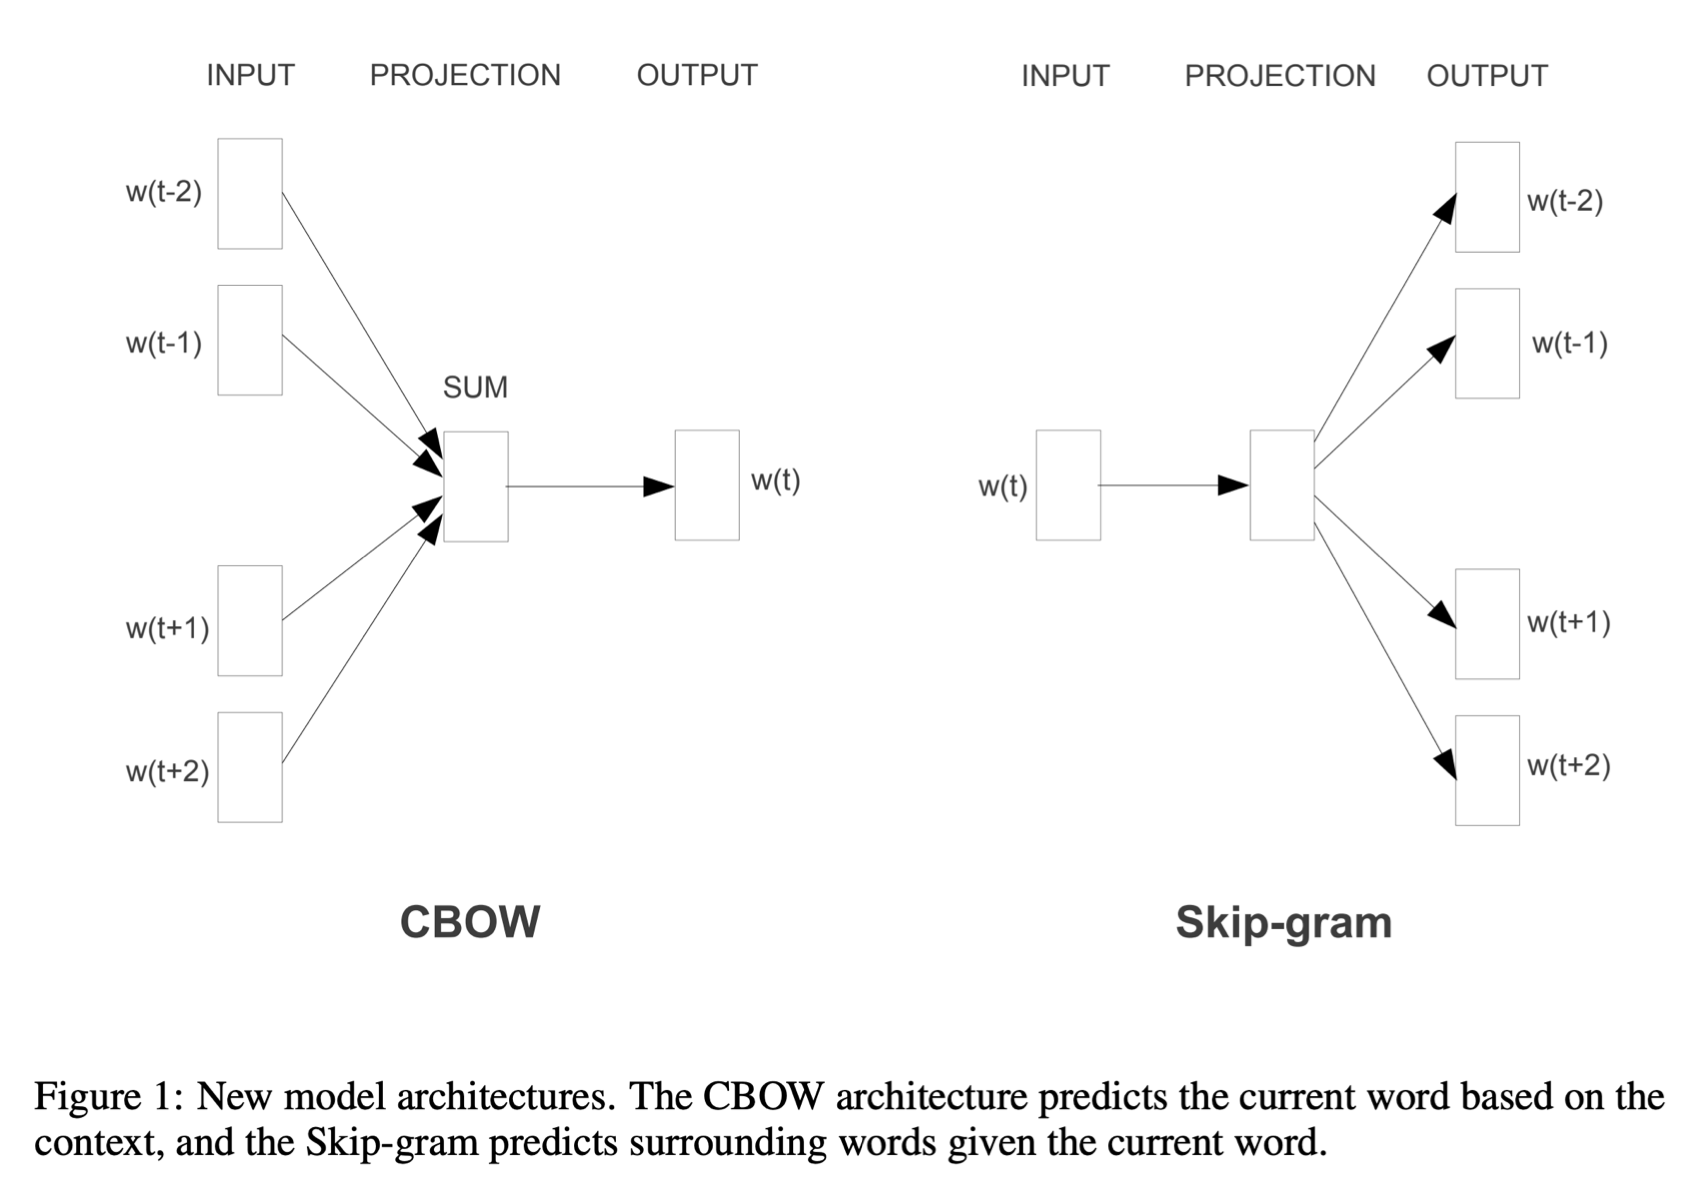 INPUT PROJECTION OUTPUT
w(t-2)
w(t-1)
SUM
w(t)
w(t+1)
w(t+2)
CBOW
INPUT PROJECTION OUTPUT
w(t-2)
w(t-1)
w(t)
w(t+1)
w(t+2)
Skip-gram
Figure 1: New model architectures. The CBOW architecture predicts the current word based on the
context, and the Skip-gram predicts surrounding words given the current word.